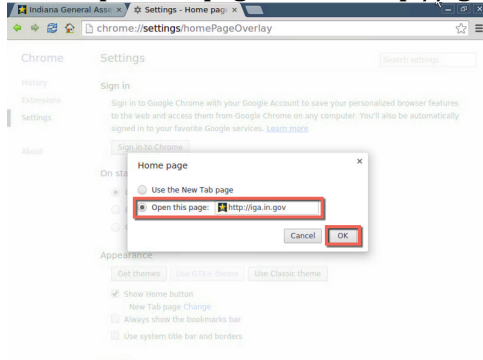 Indiana General Asse ×
Settings - Home page ×
chrome://settings/homePageOverlay
Chrome
Settings
Search settings
History
Extensions
Settings
About
Sign in
Sign in to Google Chrome with your Google Account to save your personalized browser features
to the web and access them from Google Chrome on any computer. You'll also be automatically
signed in to your favorite Google services. Learn more
Sign in to Chrome
On sta
Home page ×
Use the New Tab page
Open this page: http://iga.in.gov
Cancel OK
Appearance
Get themes Use GTK+ theme Use Classic theme
Show Home button
New Tab page Change
Always show the bookmarks bar
Use system title bar and borders